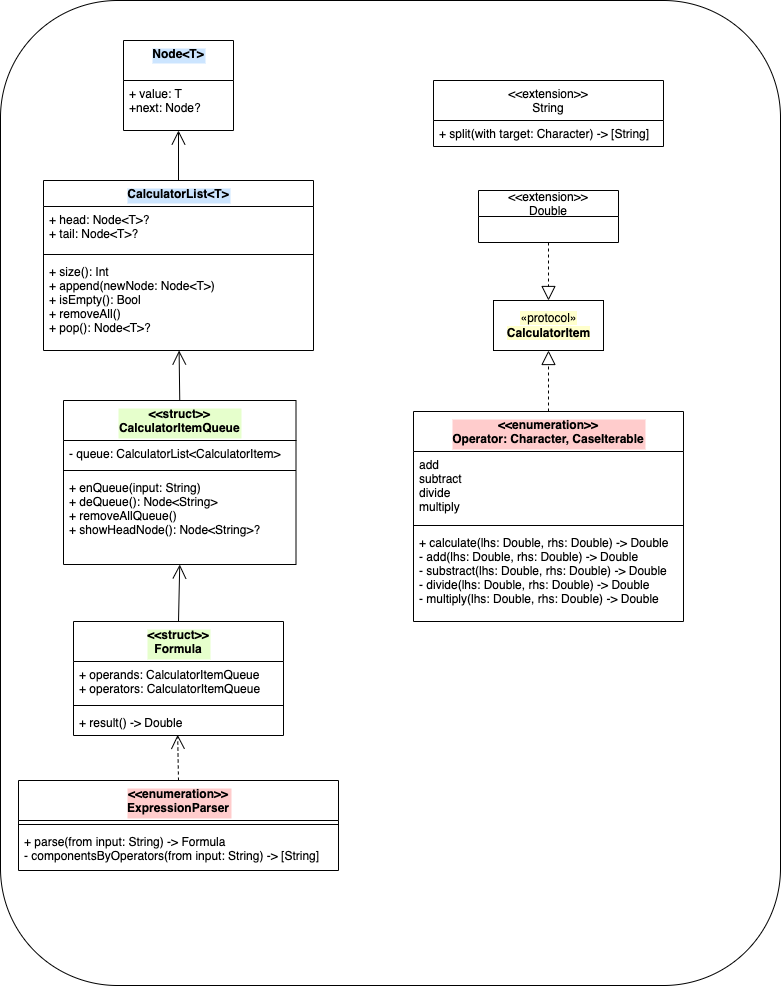 Node<T>
+ value: T
+next: Node?
CalculatorList<T>
+ head: Node<T>?
+ tail: Node<T>?
+ size(): Int
+ append(newNode: Node<T>)
+ isEmpty(): Bool
+ removeAll()
+ pop(): Node<T>?
<<struct>>
CalculatorItemQueue
- queue: CalculatorList<CalculatorItem>
+ enQueue(input: String)
+ deQueue(): Node<String>
+ removeAllQueue()
+ showHeadNode(): Node<String>?
<<struct>>
Formula
+ operands: CalculatorItemQueue
+ operators: CalculatorItemQueue
+ result() -> Double
<<enumeration>>
ExpressionParser
+ parse(from input: String) -> Formula
- componentsByOperators(from input: String) -> [String]
<<extension>>
String
+ split(with target: Character) -> [String]
<<extension>>
Double
«protocol»
CalculatorItem
<<enumeration>>
Operator: Character, CaseIterable
add
subtract
divide
multiply
+ calculate(lhs: Double, rhs: Double) -> Double
- add(lhs: Double, rhs: Double) -> Double
- substract(lhs: Double, rhs: Double) -> Double
- divide(lhs: Double, rhs: Double) -> Double
- multiply(lhs: Double, rhs: Double) -> Double